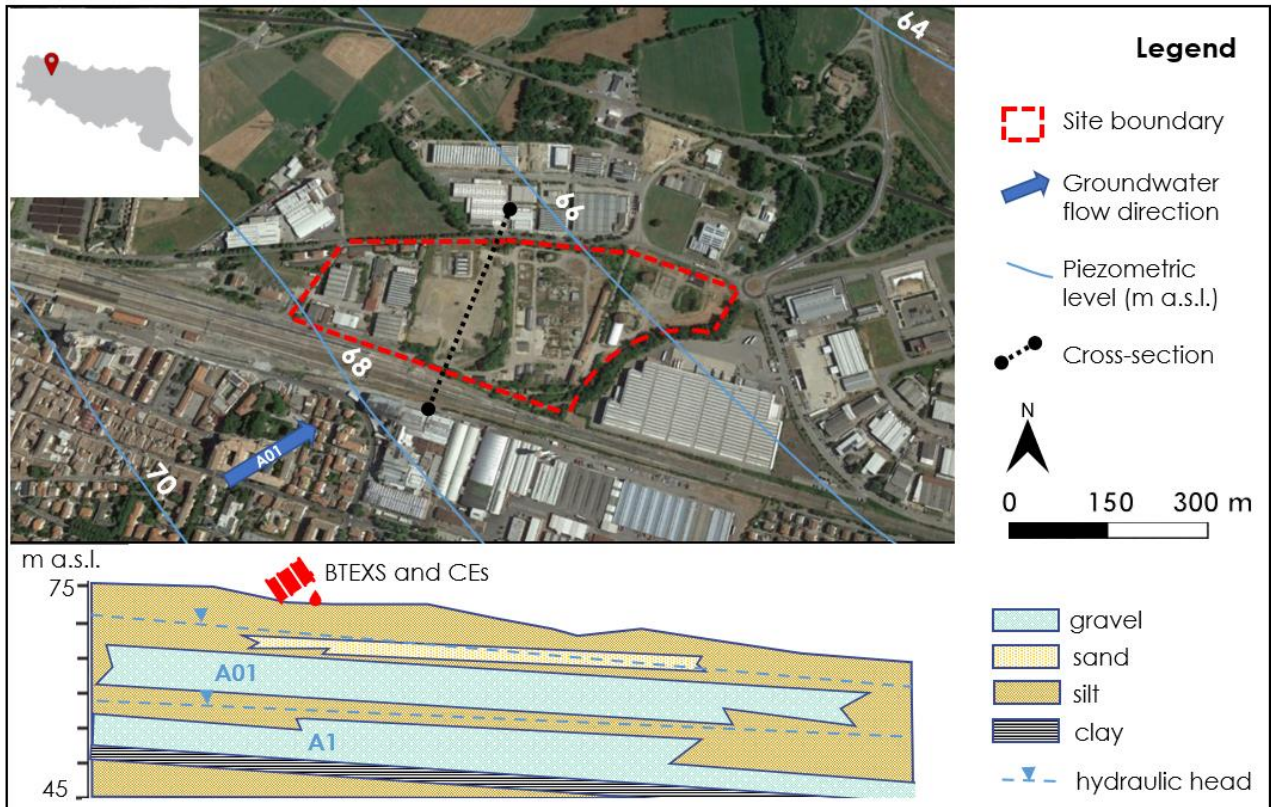 64
Legend
Site boundary
Groundwater
flow direction
66
Piezometric
level (m a.s.l.)
68
Cross-section
A01
70
N
0 150 300 m
m a.s.l.
75
BTEXS and CEs
gravel
A01
sand
silt
A1
clay
45
hydraulic head